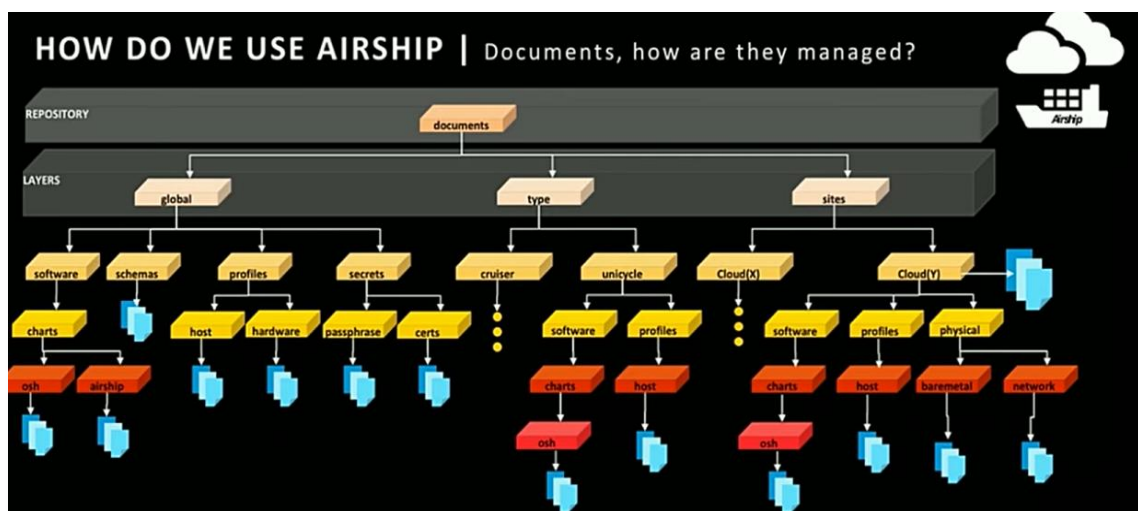 HOW DO WE USE AIRSHIP | Documents, how are they managed?
Airship
REPOSITORY
documents
LAYERS
global
type
sites
software
schemas
profiles
secrets
cruiser
unicycle
Cloud(X)
Cloud(Y)
charts
host
hardware
passphrase
certs
software
profiles
software
profiles
physical
osh
airship
charts
host
charts
host
baremetal
network
osh
osh